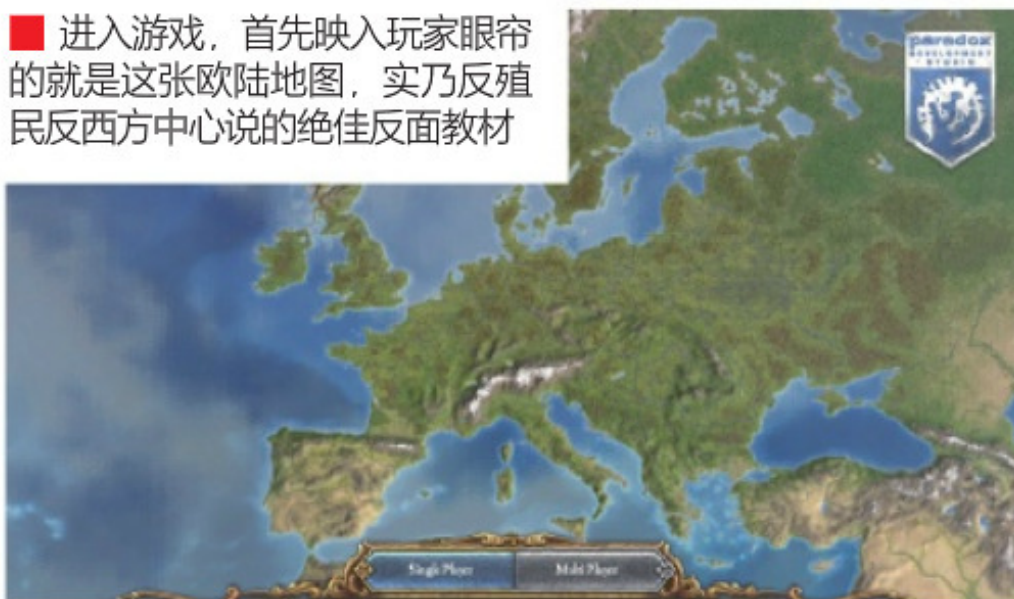 进入游戏，首先映入玩家眼帘
的就是这张欧陆地图，实乃反殖
民反西方中心说的绝佳反面教材
paradox
DEVELOPMENT
STUDIO
Single Player
Multi Player